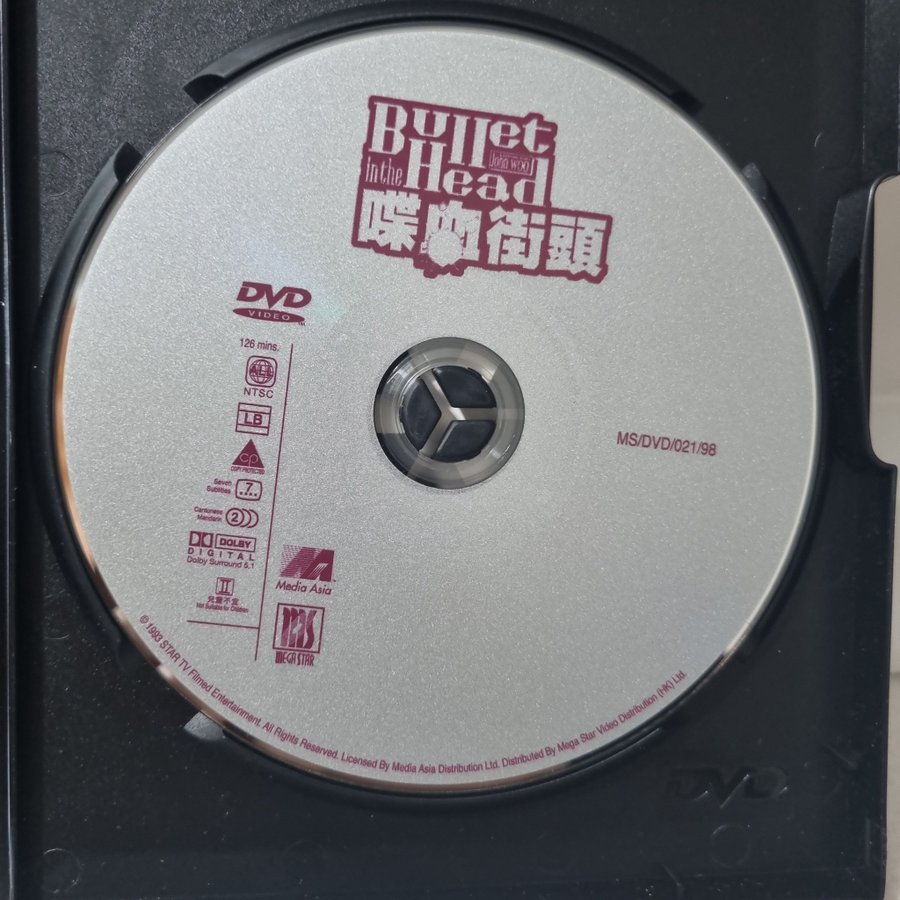 Bullet
John Woo
in the Head
喋血街頭
DVD
VIDEO
126 mins.
NTSC
LB
MS/DVD/021/98
cp
COPY PROTECTED
Seven
Subtitles
7
Cantonese
Mandarin
2
DOLBY
DIGITAL
Dolby Surround 5.1
II
兒童不宜
Not Suitable for Children
Media Asia
MEGA STAR
© 1993 STAR TV Filmed Entertainment. All Rights Reserved. Licensed By Media Asia Distribution Ltd. Distributed By Mega Star Video Distribution (HK) Ltd.
DVD